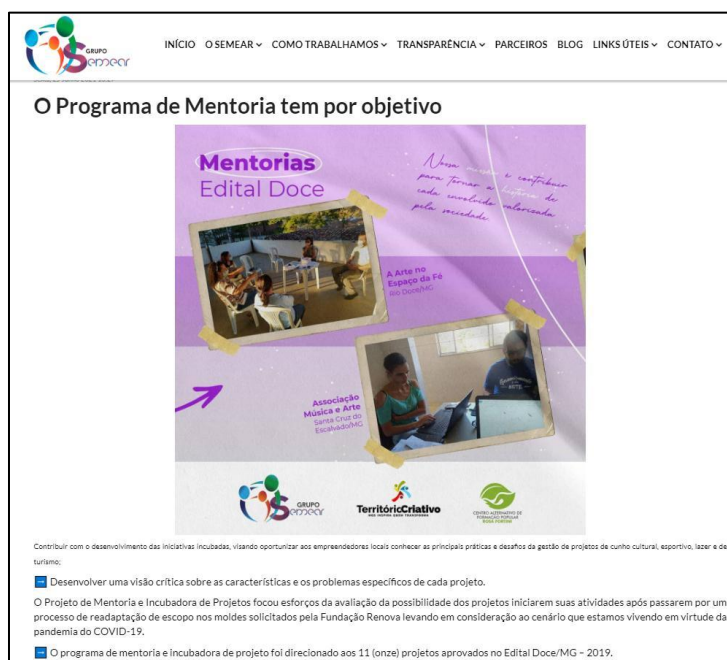 GRUPO
Semear
INÍCIO O SEMEAR COMO TRABALHAMOS TRANSPARÊNCIA PARCEIROS BLOG LINKS ÚTEIS CONTATO
O Programa de Mentoria tem por objetivo
Mentorias
Edital Doce
Nossa missão é contribuir
para tornar a história de
cada envolvido valorizada
pela sociedade
A Arte no
Espaço da Fé
Rio Doce/MG
Associação
Música e Arte
Santa Cruz do
Escalvado/MG
GRUPO
Semear
TerritórioCriativo
CENTRO ALTERNATIVO DE
FORMAÇÃO POPULAR
ROSA FORTINI
Contribuir com o desenvolvimento das iniciativas incubadas, visando oportunizar aos empreendedores locais conhecer as principais práticas e desafios da gestão de projetos de cunho cultural, esportivo, lazer e de
turismo;
Desenvolver uma visão crítica sobre as características e os problemas específicos de cada projeto.
O Projeto de Mentoria e Incubadora de Projetos focou esforços da avaliação da possibilidade dos projetos iniciarem suas atividades após passarem por um
processo de readaptação de escopo nos moldes solicitados pela Fundação Renova levando em consideração ao cenário que estamos vivendo em virtude da
pandemia do COVID-19.
O programa de mentoria e incubadora de projeto foi direcionado aos 11 (onze) projetos aprovados no Edital Doce/MG – 2019.